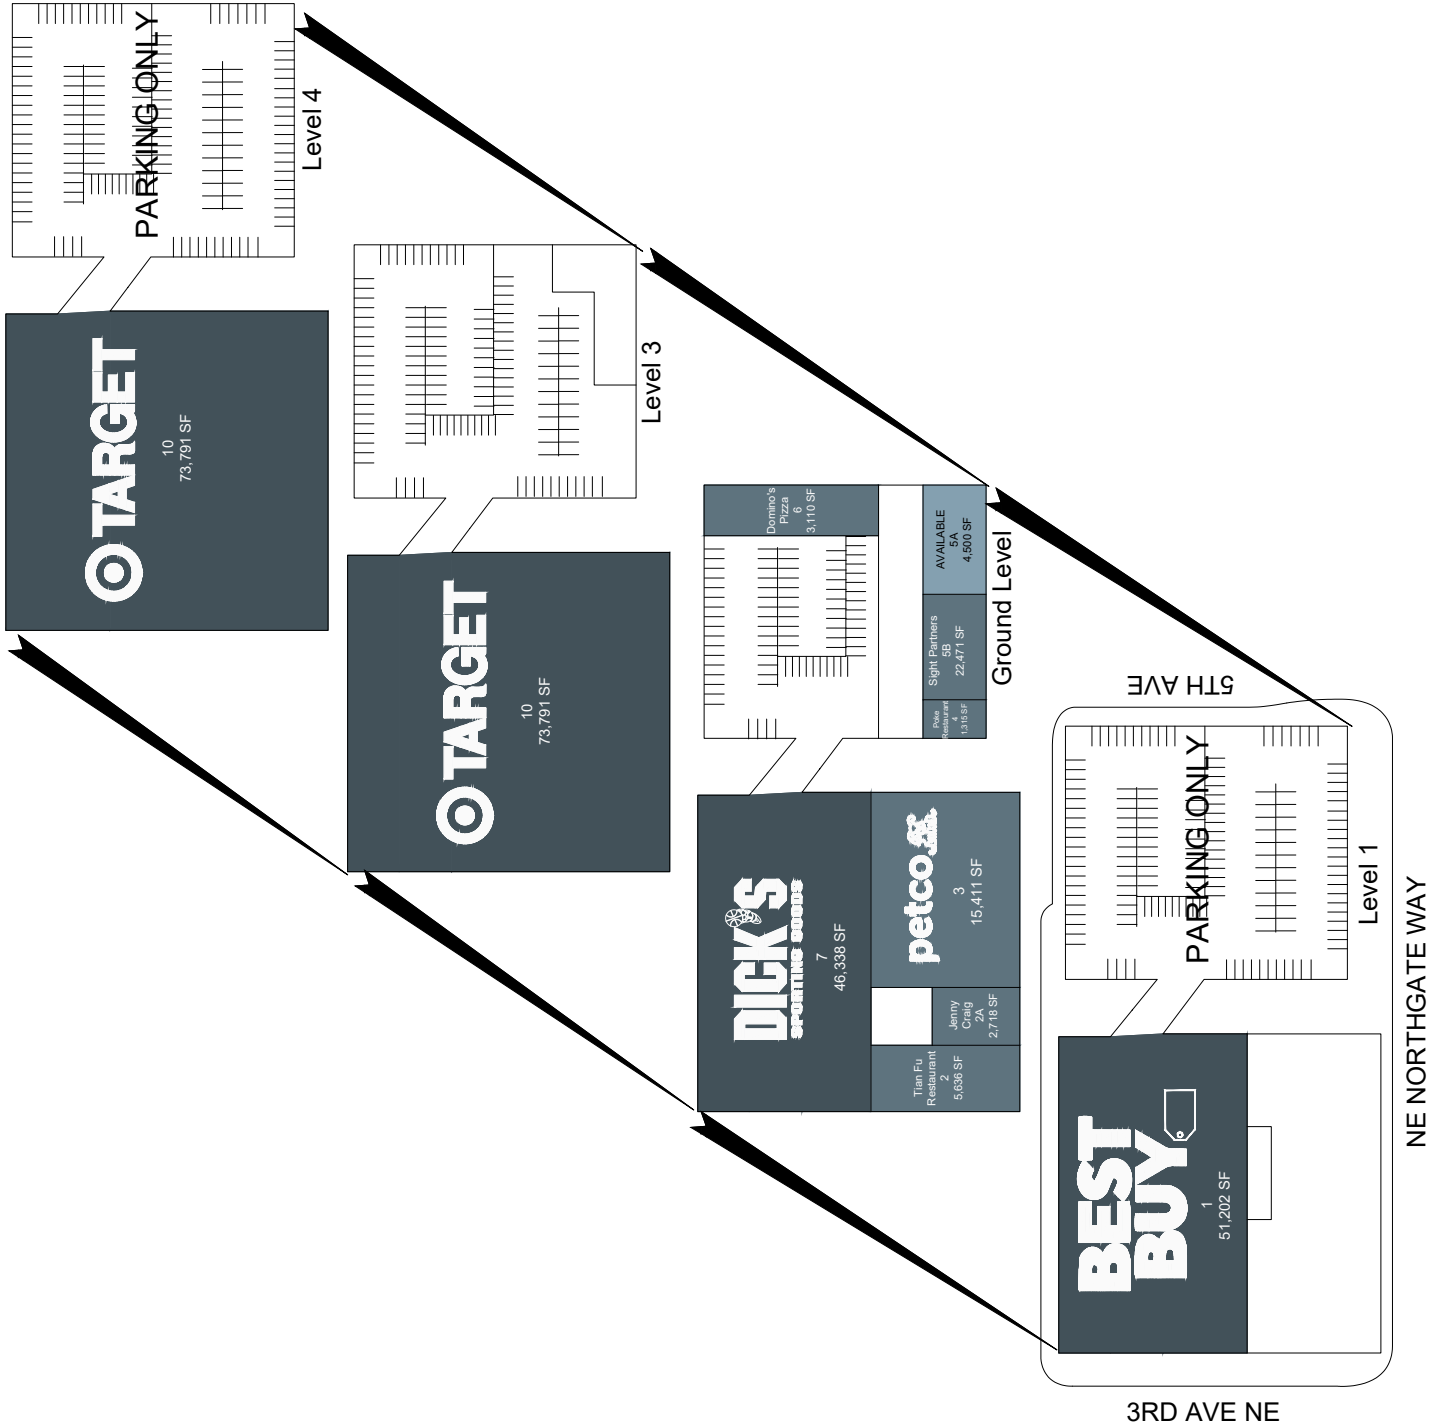 PARKING ONLY
Level 4
TARGET
10
73,791 SF
Level 3
TARGET
10
73,791 SF
Domino's
Pizza
6
3,110 SF
AVAILABLE
5A
4,500 SF
Sight Partners
5B
22,471 SF
Poke
Restaurant
4
1,315 SF
Ground Level
DICK'S
SPORTING GOODS
7
46,338 SF
petco
3
15,411 SF
Jenny
Craig
2A
2,718 SF
Tian Fu
Restaurant
2
5,636 SF
5TH AVE
PARKING ONLY
Level 1
BEST
BUY
1
51,202 SF
NE NORTHGATE WAY
3RD AVE NE